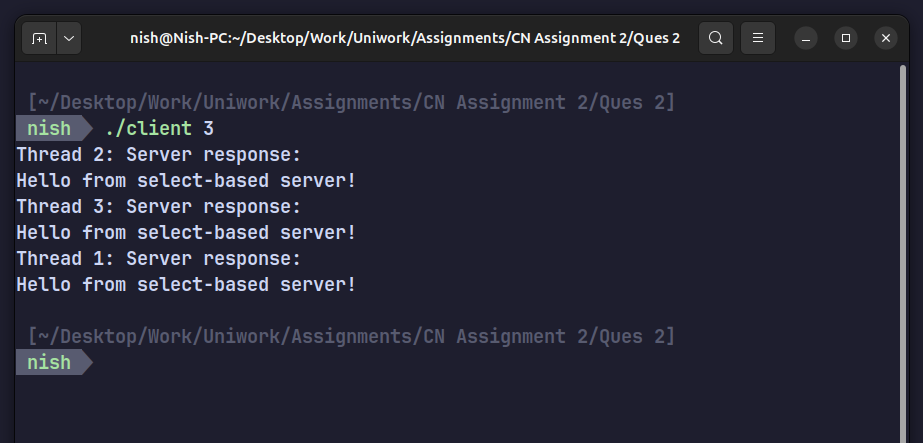 nish@Nish-PC:~/Desktop/Work/Uniwork/Assignments/CN Assignment 2/Ques 2
[~/Desktop/Work/Uniwork/Assignments/CN Assignment 2/Ques 2]
nish ./client 3
Thread 2: Server response:
Hello from select-based server!
Thread 3: Server response:
Hello from select-based server!
Thread 1: Server response:
Hello from select-based server!
[~/Desktop/Work/Uniwork/Assignments/CN Assignment 2/Ques 2]
nish